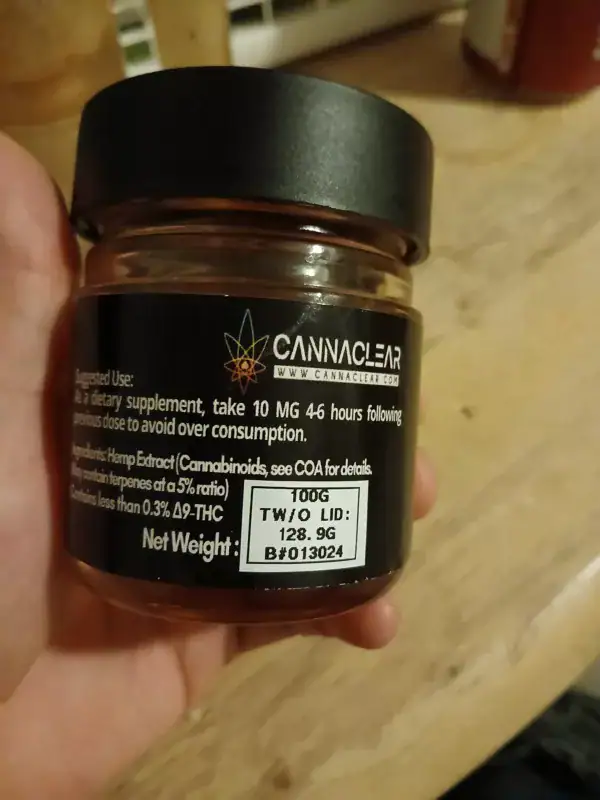 CANNACLEAR
WWW.CANNACLEAR.COM
Suggested Use:
As a dietary supplement, take 10 MG 4-6 hours following
previous dose to avoid over consumption.
Ingredients: Hemp Extract (Cannabinoids, see COA for details.
May contain terpenes at a 5% ratio)
Contains less than 0.3% Δ9-THC
Net Weight:
100G
TW/O LID:
128.9G
B#013024